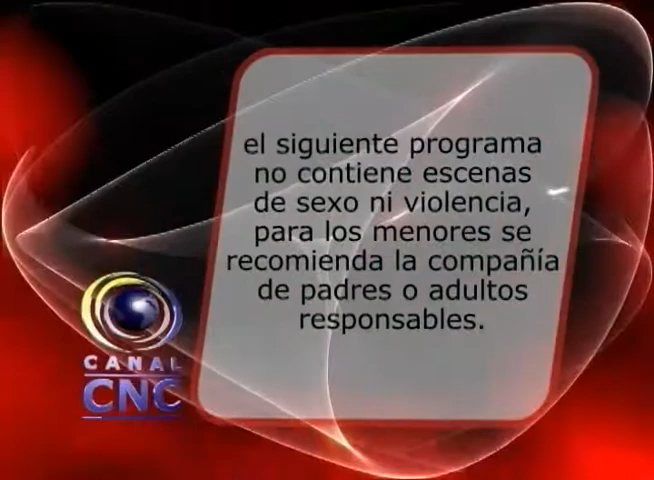 el siguiente programa
no contiene escenas
de sexo ni violencia,
para los menores se
recomienda la compañía
de padres o adultos
responsables.
CANAL
CNC